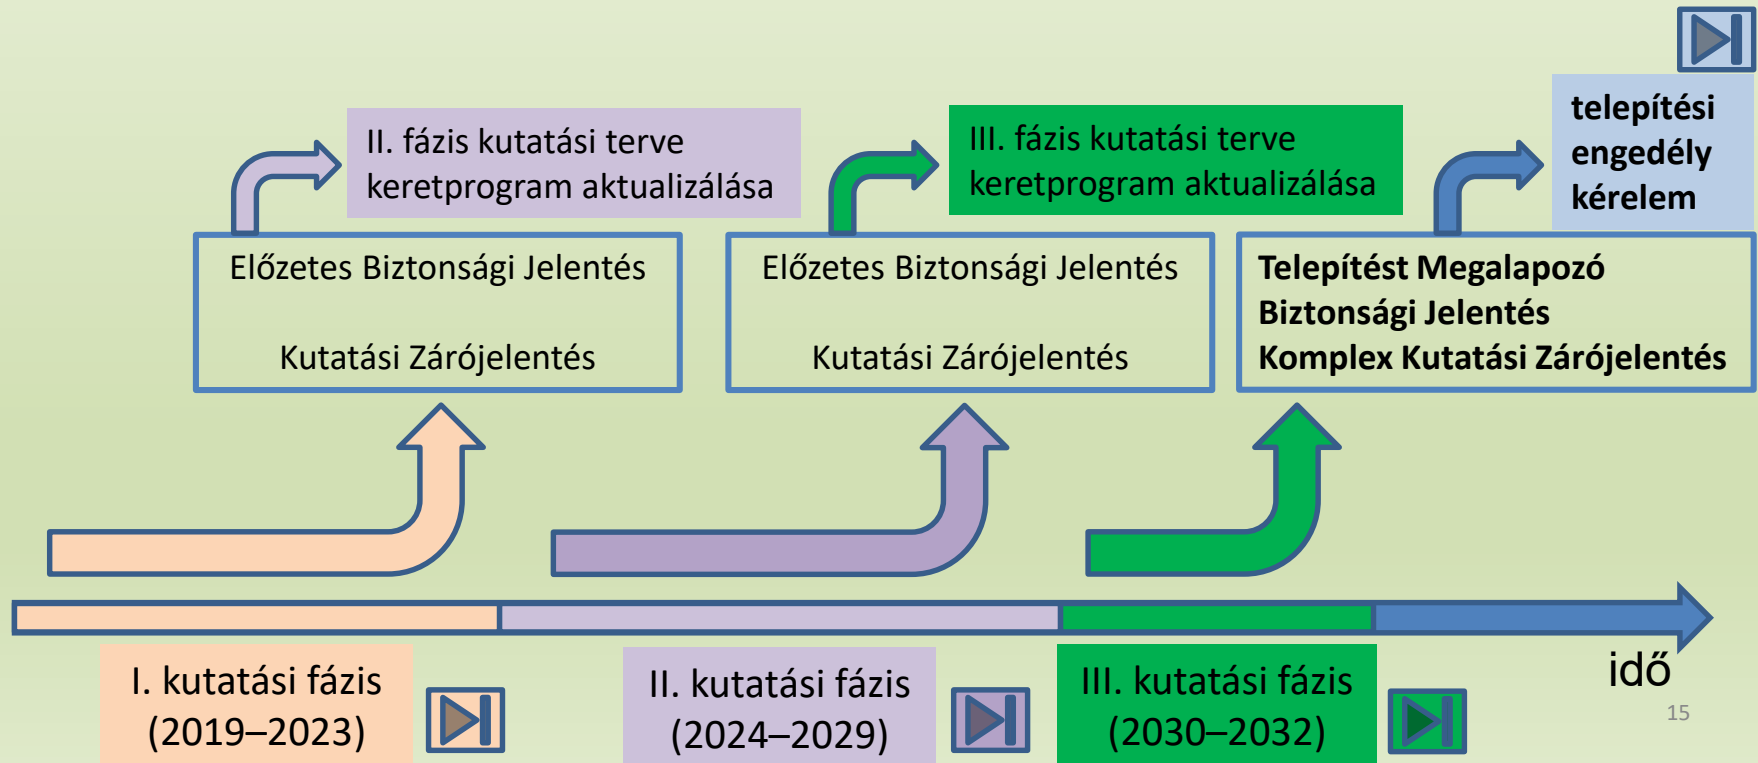 telepítési
engedély
kérelem
II. fázis kutatási terve
keretprogram aktualizálása
III. fázis kutatási terve
keretprogram aktualizálása
Előzetes Biztonsági Jelentés
Kutatási Zárójelentés
Előzetes Biztonsági Jelentés
Kutatási Zárójelentés
Telepítést Megalapozó
Biztonsági Jelentés
Komplex Kutatási Zárójelentés
I. kutatási fázis
(2019–2023)
II. kutatási fázis
(2024–2029)
III. kutatási fázis
(2030–2032)
idő
15